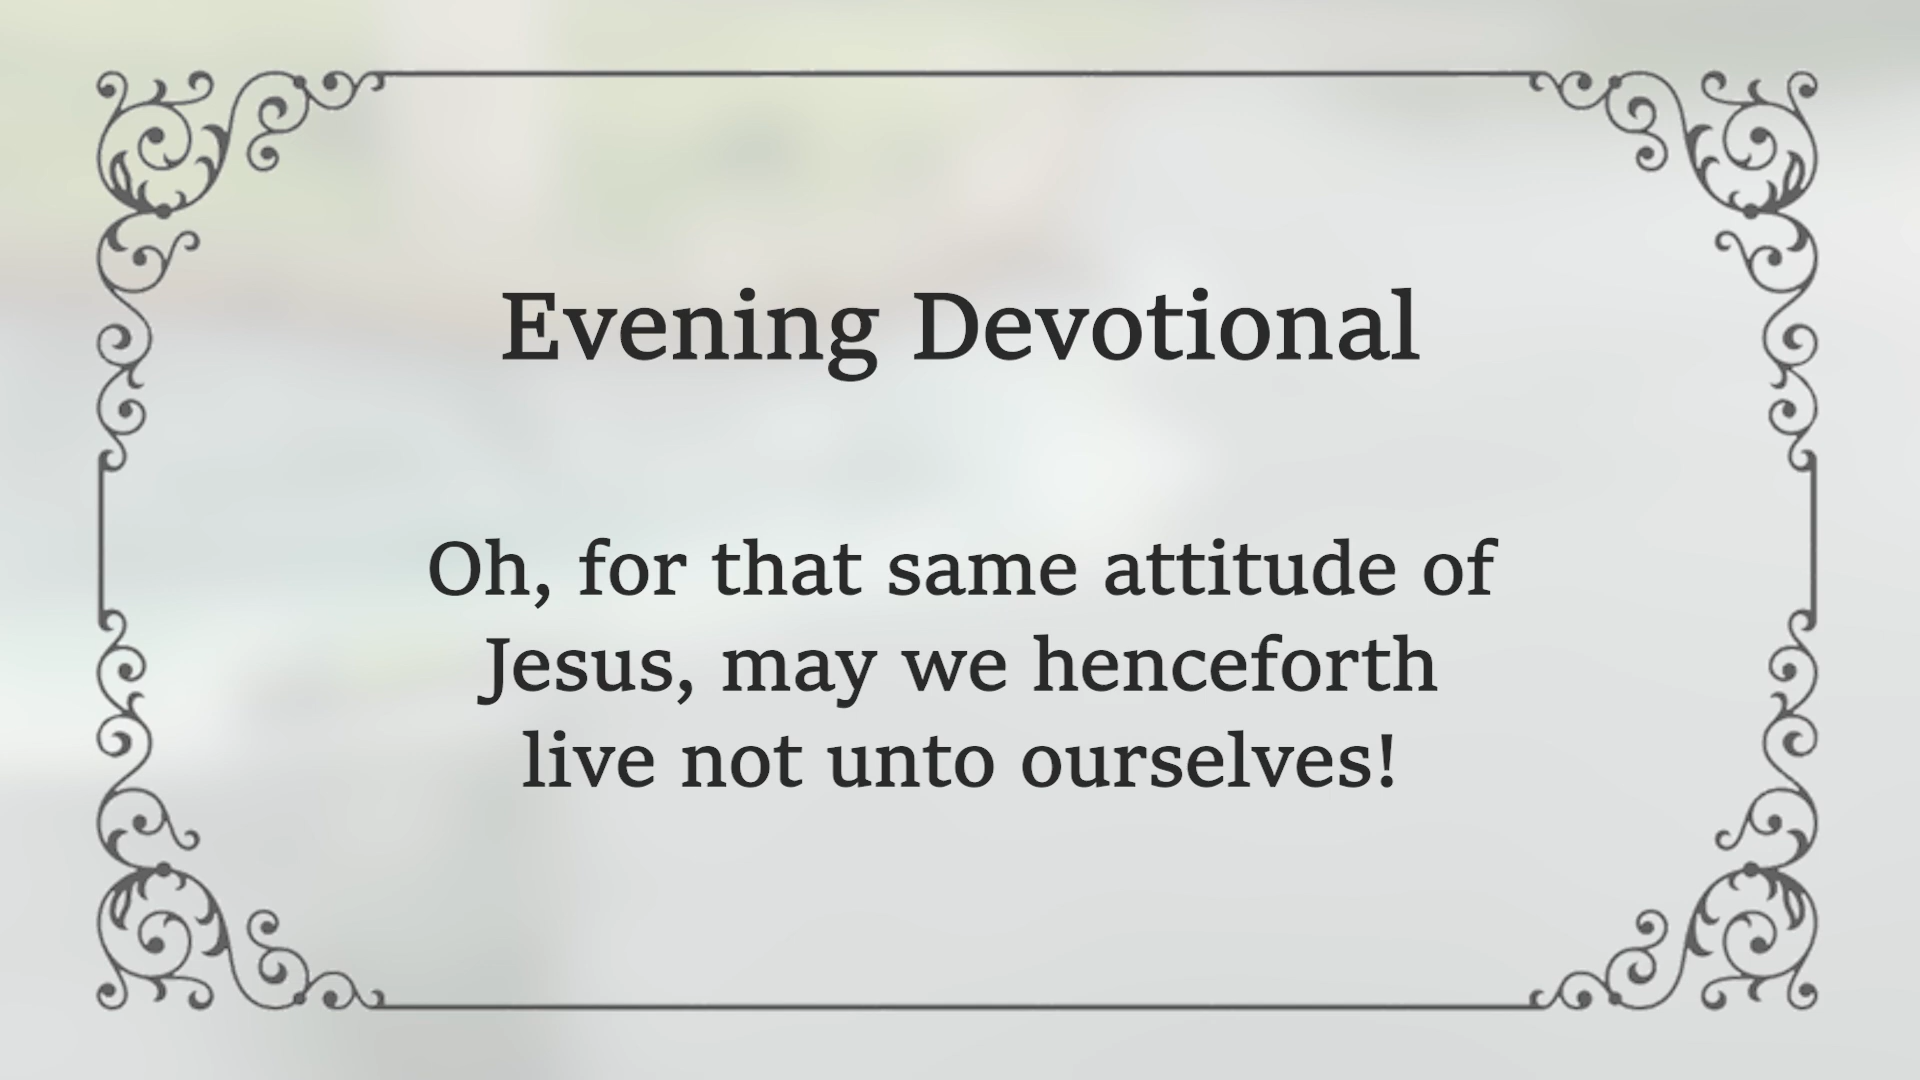 Evening Devotional
Oh, for that same attitude of
Jesus, may we henceforth
live not unto ourselves!